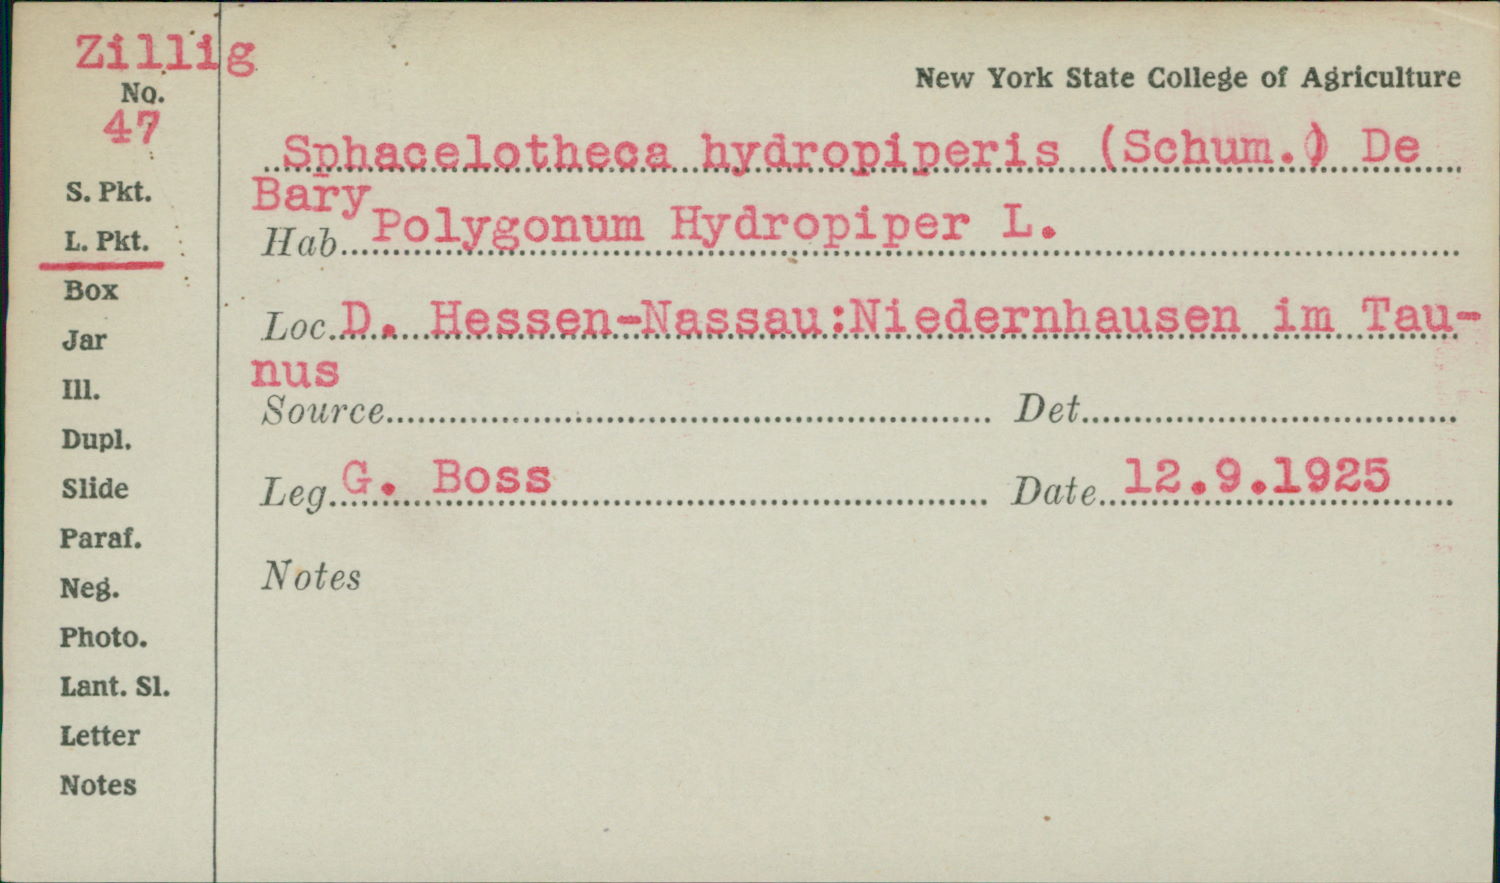 Zillig
New York State College of Agriculture
No.
47
Sphacelotheca hydropiperis (Schum.) De
Bary
S. Pkt.
Hab. Polygonum Hydropiper L.
L. Pkt.
Box
Loc. D. Hessen-Nassau:Niedernhausen im Tau-
nus
Jar
Ill.
Source Det.
Dupl.
Slide
Leg. G. Boss Date 12.9.1925
Paraf.
Neg.
Notes
Photo.
Lant. Sl.
Letter
Notes